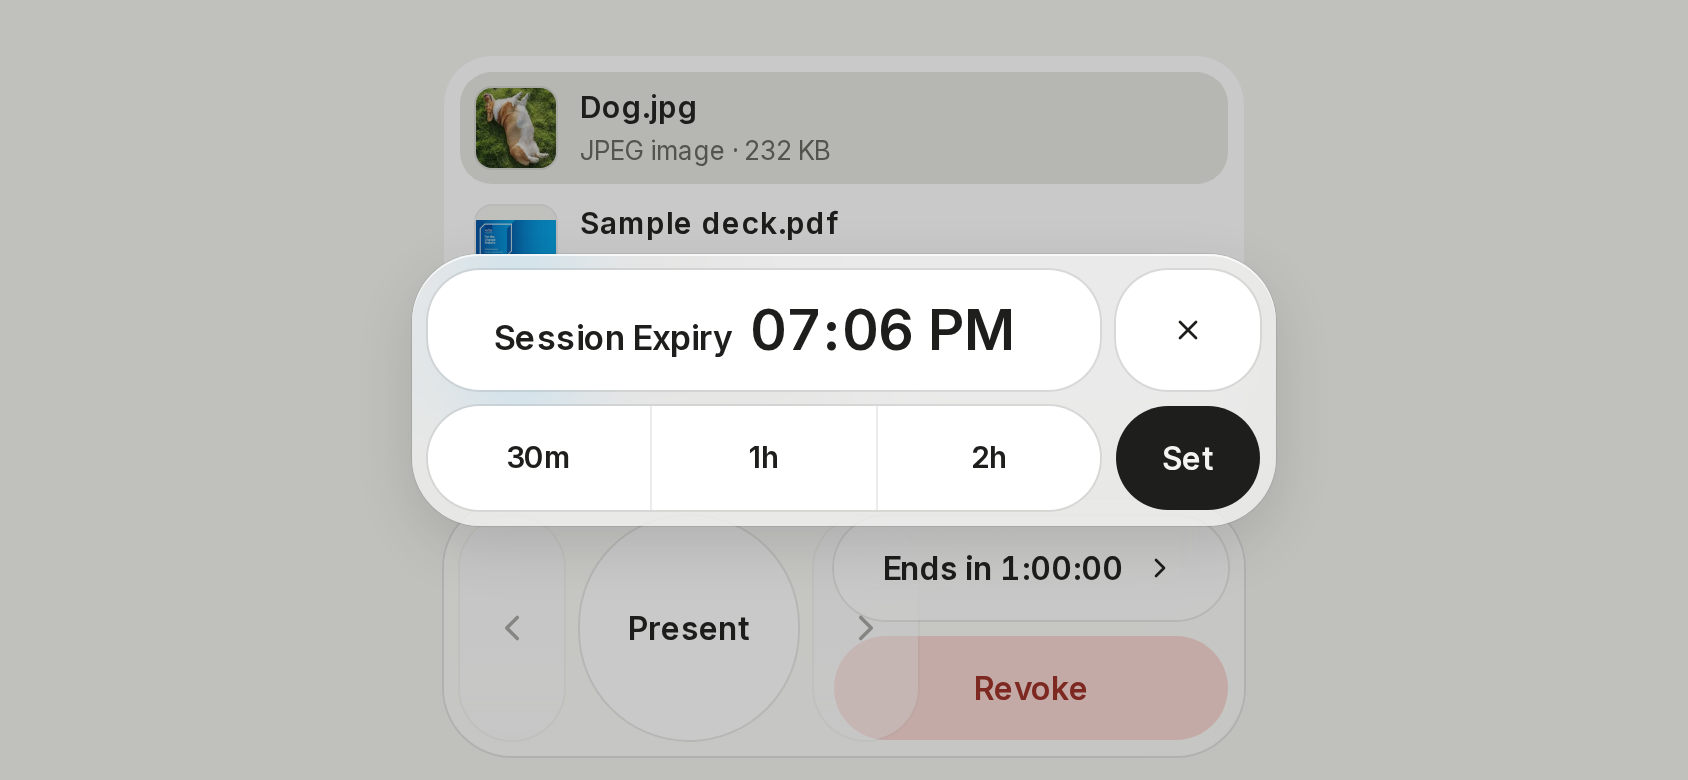 Dog.jpg
JPEG image · 232 KB
Sample deck.pdf
Session Expiry 07:06 PM
30m
1h
2h
Set
Ends in 1:00:00
Present
Revoke